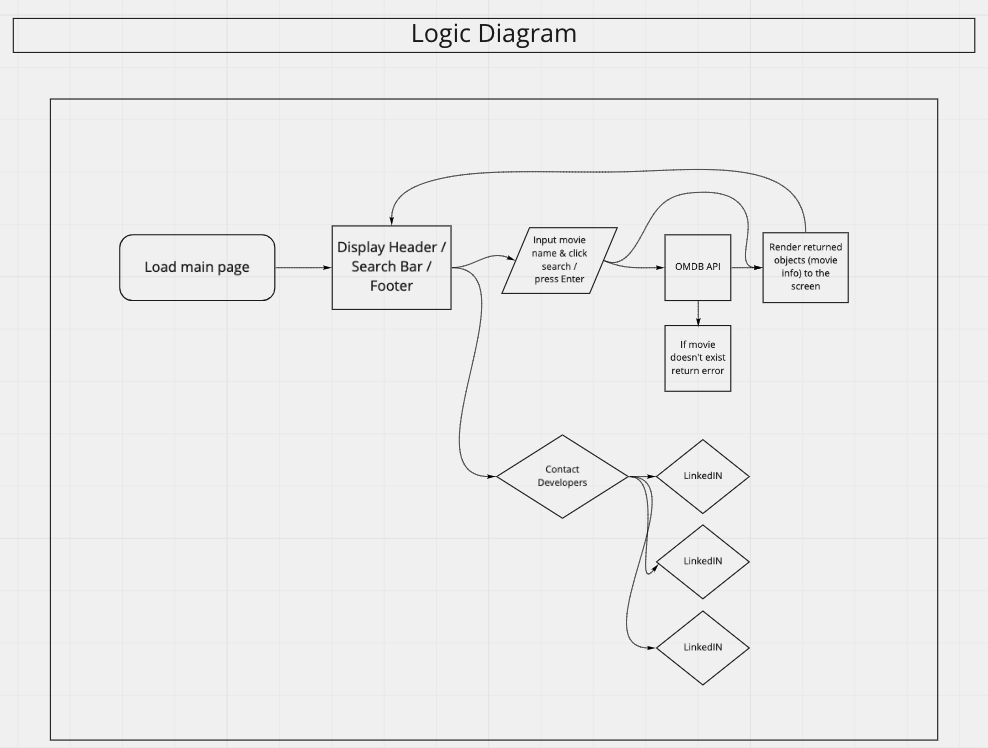 Logic Diagram
Load main page
Display Header /
Search Bar /
Footer
Input movie
name & click
search /
press Enter
OMDB API
Render returned
objects (movie
info) to the
screen
If movie
doesn't exist
return error
Contact
Developers
LinkedIN
LinkedIN
LinkedIN